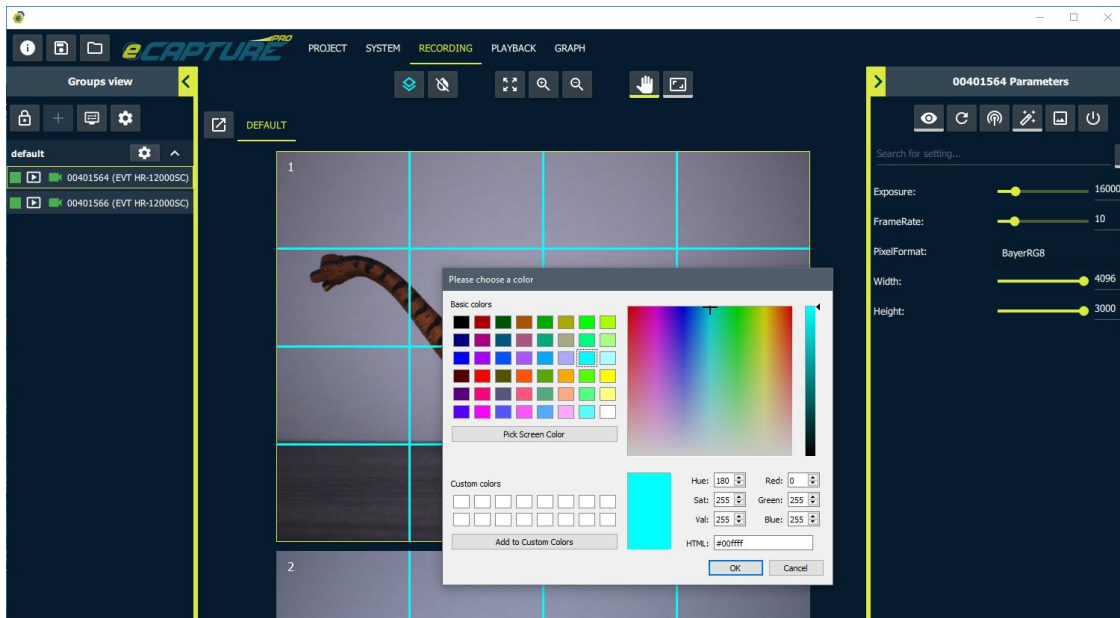 eCAPTURE PRO
PROJECT SYSTEM RECORDING PLAYBACK GRAPH
Groups view
00401564 Parameters
DEFAULT
default
00401564 (EVT HR-12000SC)
00401566 (EVT HR-12000SC)
1
2
Search for setting...
Exposure: 16000
FrameRate: 10
PixelFormat: BayerRG8
Width: 4096
Height: 3000
Please choose a color
Basic colors
Pick Screen Color
Custom colors
Add to Custom Colors
Hue: 180 Red: 0
Sat: 255 Green: 255
Val: 255 Blue: 255
HTML: #00ffff
OK Cancel